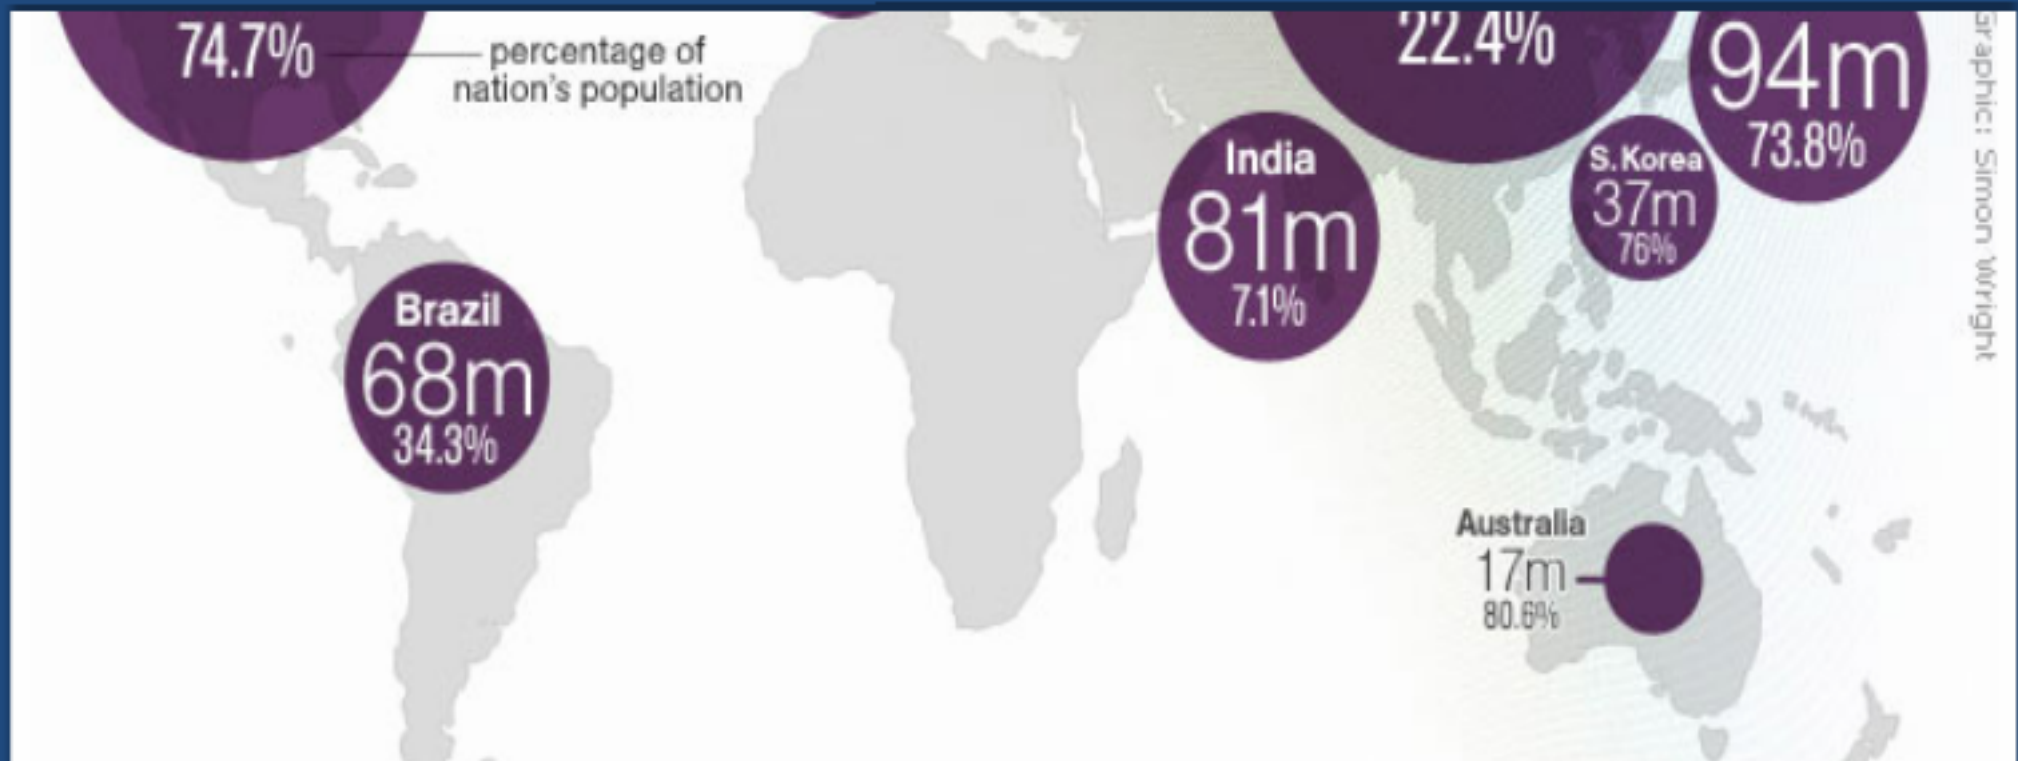 74.7%
percentage of
nation's population
22.4%
94m
73.8%
India
81m
7.1%
S. Korea
37m
76%
Brazil
68m
34.3%
Australia
17m
80.6%
Graphic: Simon Wright